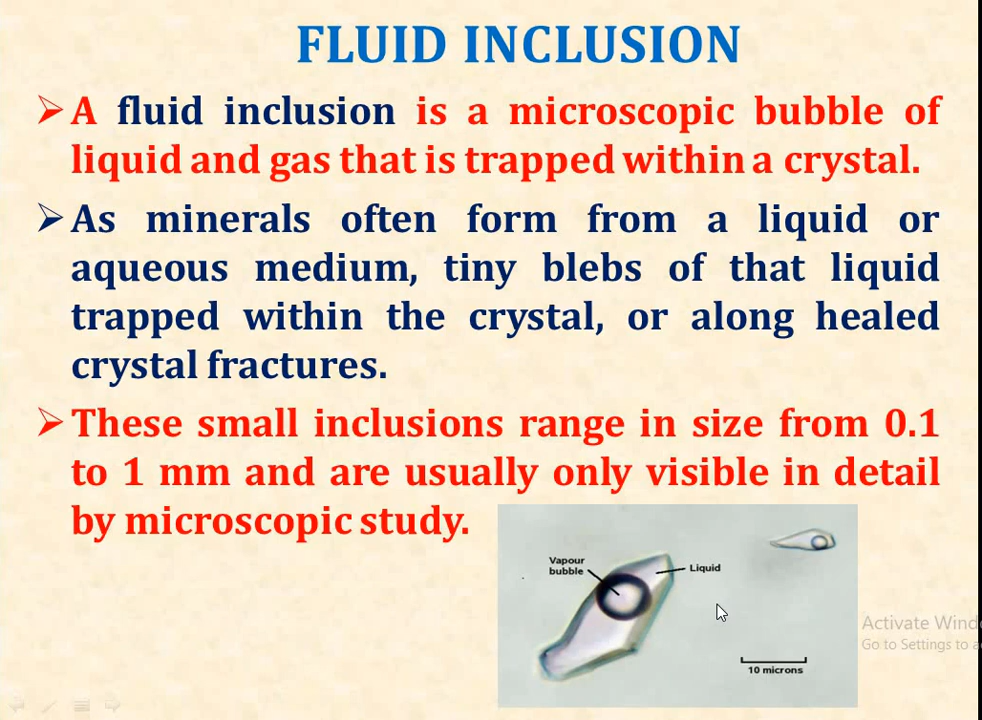 FLUID INCLUSION
A fluid inclusion is a microscopic bubble of
liquid and gas that is trapped within a crystal.
As minerals often form from a liquid or
aqueous medium, tiny blebs of that liquid
trapped within the crystal, or along healed
crystal fractures.
These small inclusions range in size from 0.1
to 1 mm and are usually only visible in detail
by microscopic study.
Vapour
bubble
Liquid
10 microns
Activate Wind
Go to Settings to a